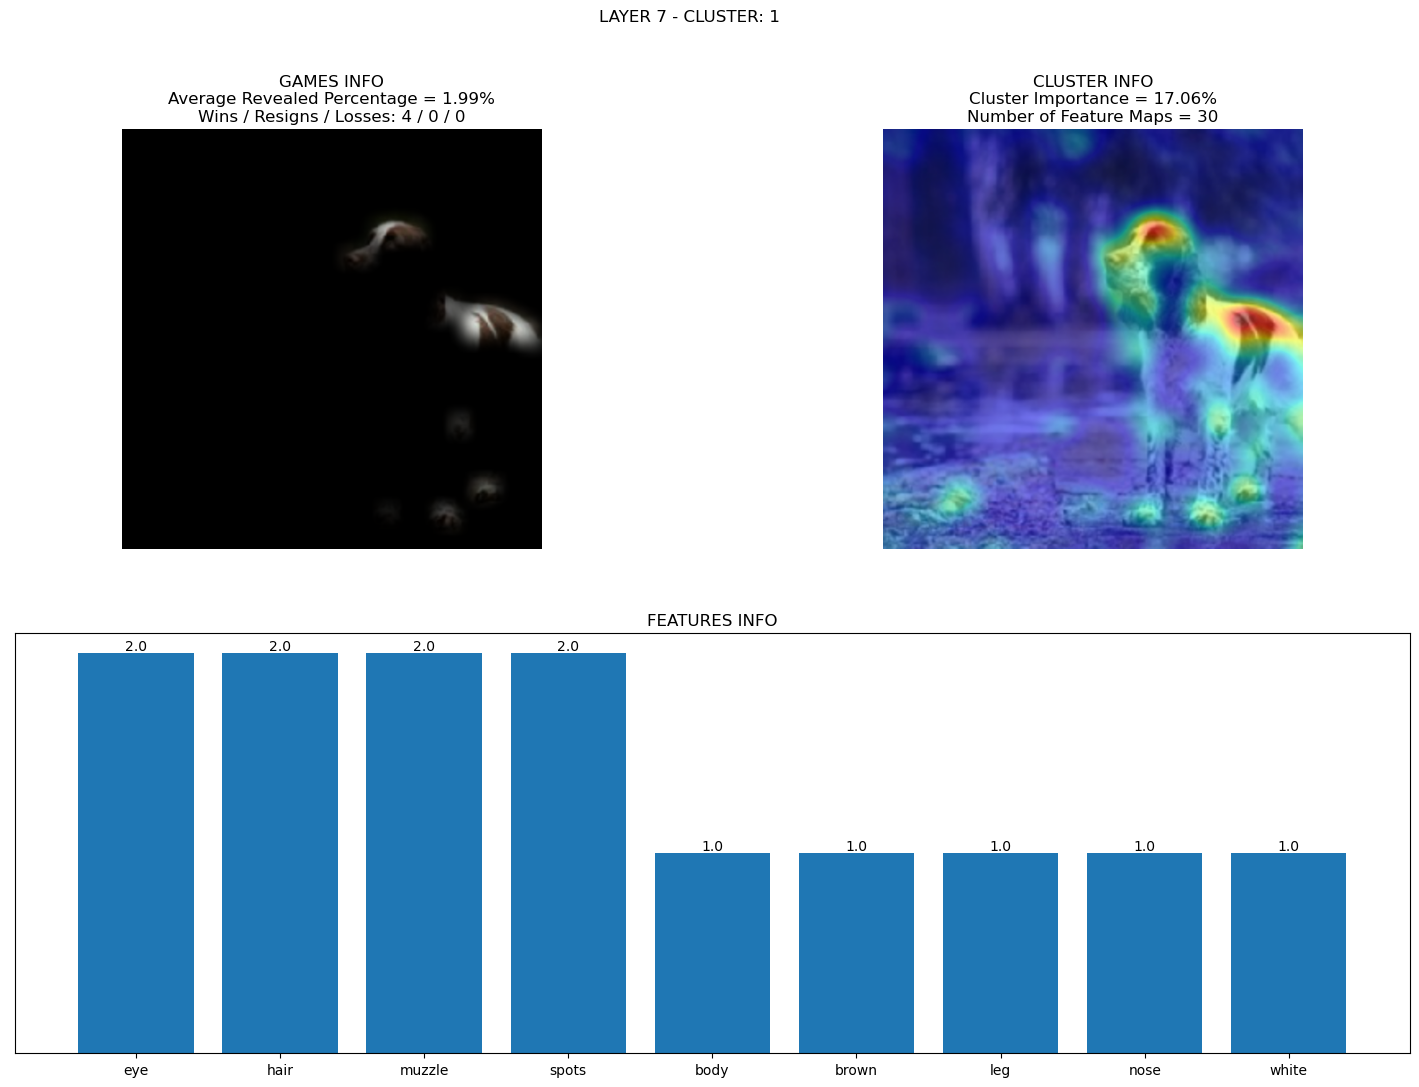 LAYER 7 - CLUSTER: 1
GAMES INFO
Average Revealed Percentage = 1.99%
Wins / Resigns / Losses: 4 / 0 / 0
CLUSTER INFO
Cluster Importance = 17.06%
Number of Feature Maps = 30
FEATURES INFO
2.0 2.0 2.0 2.0
1.0 1.0 1.0 1.0 1.0
eye hair muzzle spots body brown leg nose white